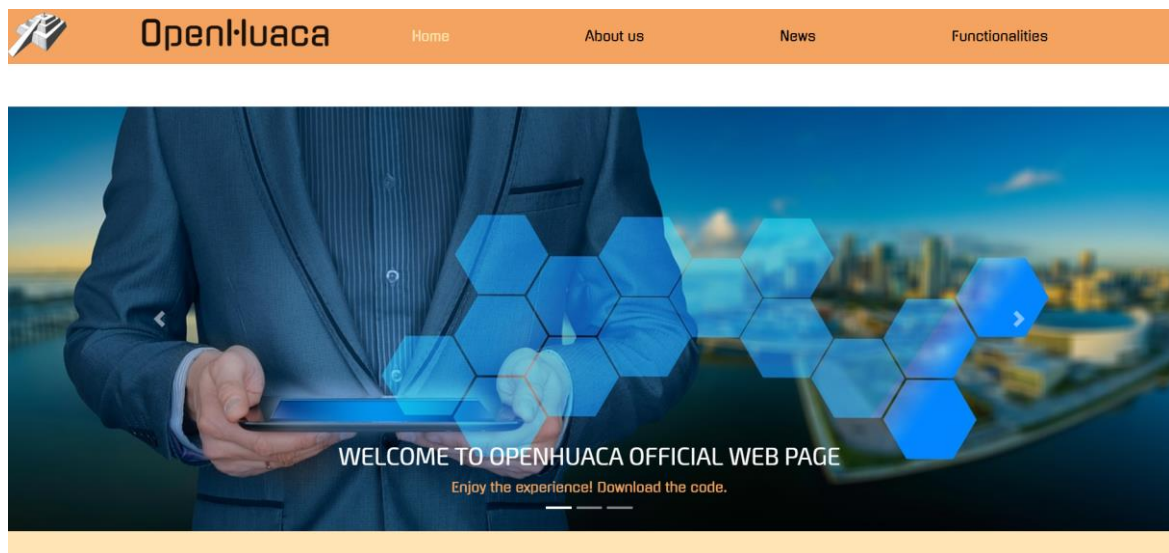 OpenHuaca
Home
About us
News
Functionalities
WELCOME TO OPENHUACA OFFICIAL WEB PAGE
Enjoy the experience! Download the code.